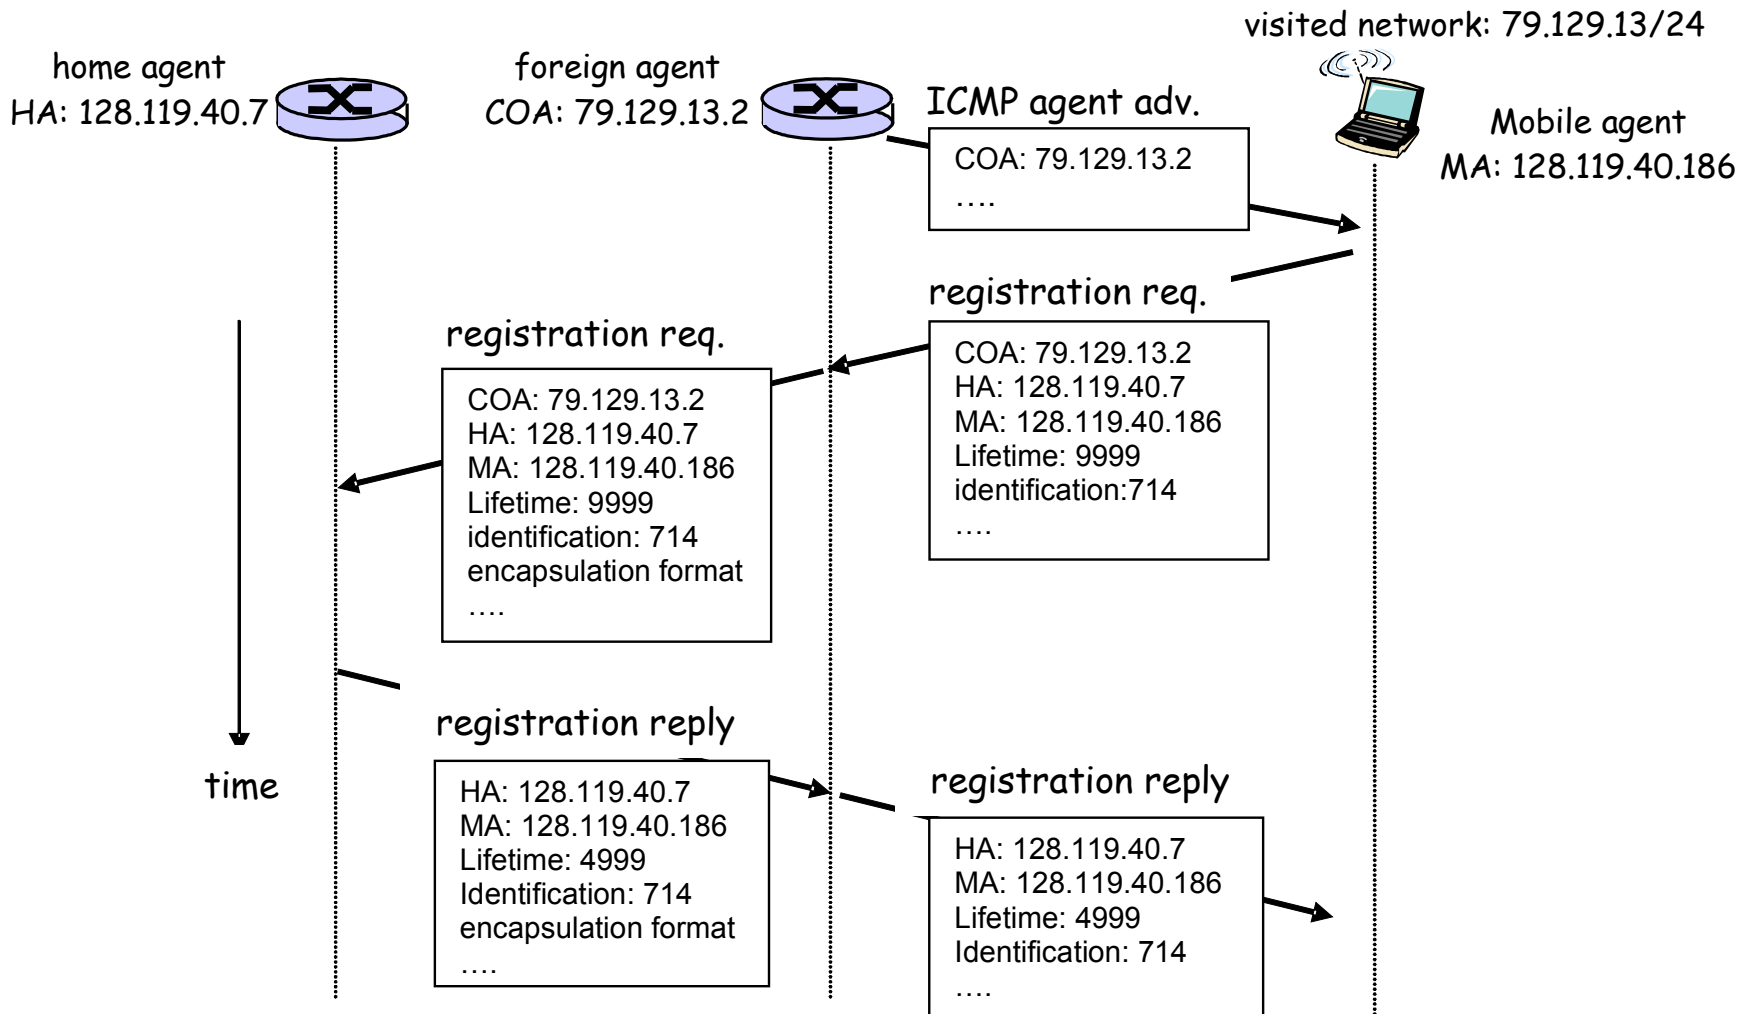 visited network: 79.129.13/24
home agent
HA: 128.119.40.7
foreign agent
COA: 79.129.13.2
ICMP agent adv.
COA: 79.129.13.2
….
Mobile agent
MA: 128.119.40.186
registration req.
COA: 79.129.13.2
HA: 128.119.40.7
MA: 128.119.40.186
Lifetime: 9999
identification:714
….
registration req.
COA: 79.129.13.2
HA: 128.119.40.7
MA: 128.119.40.186
Lifetime: 9999
identification: 714
encapsulation format
….
time
registration reply
HA: 128.119.40.7
MA: 128.119.40.186
Lifetime: 4999
Identification: 714
encapsulation format
….
registration reply
HA: 128.119.40.7
MA: 128.119.40.186
Lifetime: 4999
Identification: 714
….